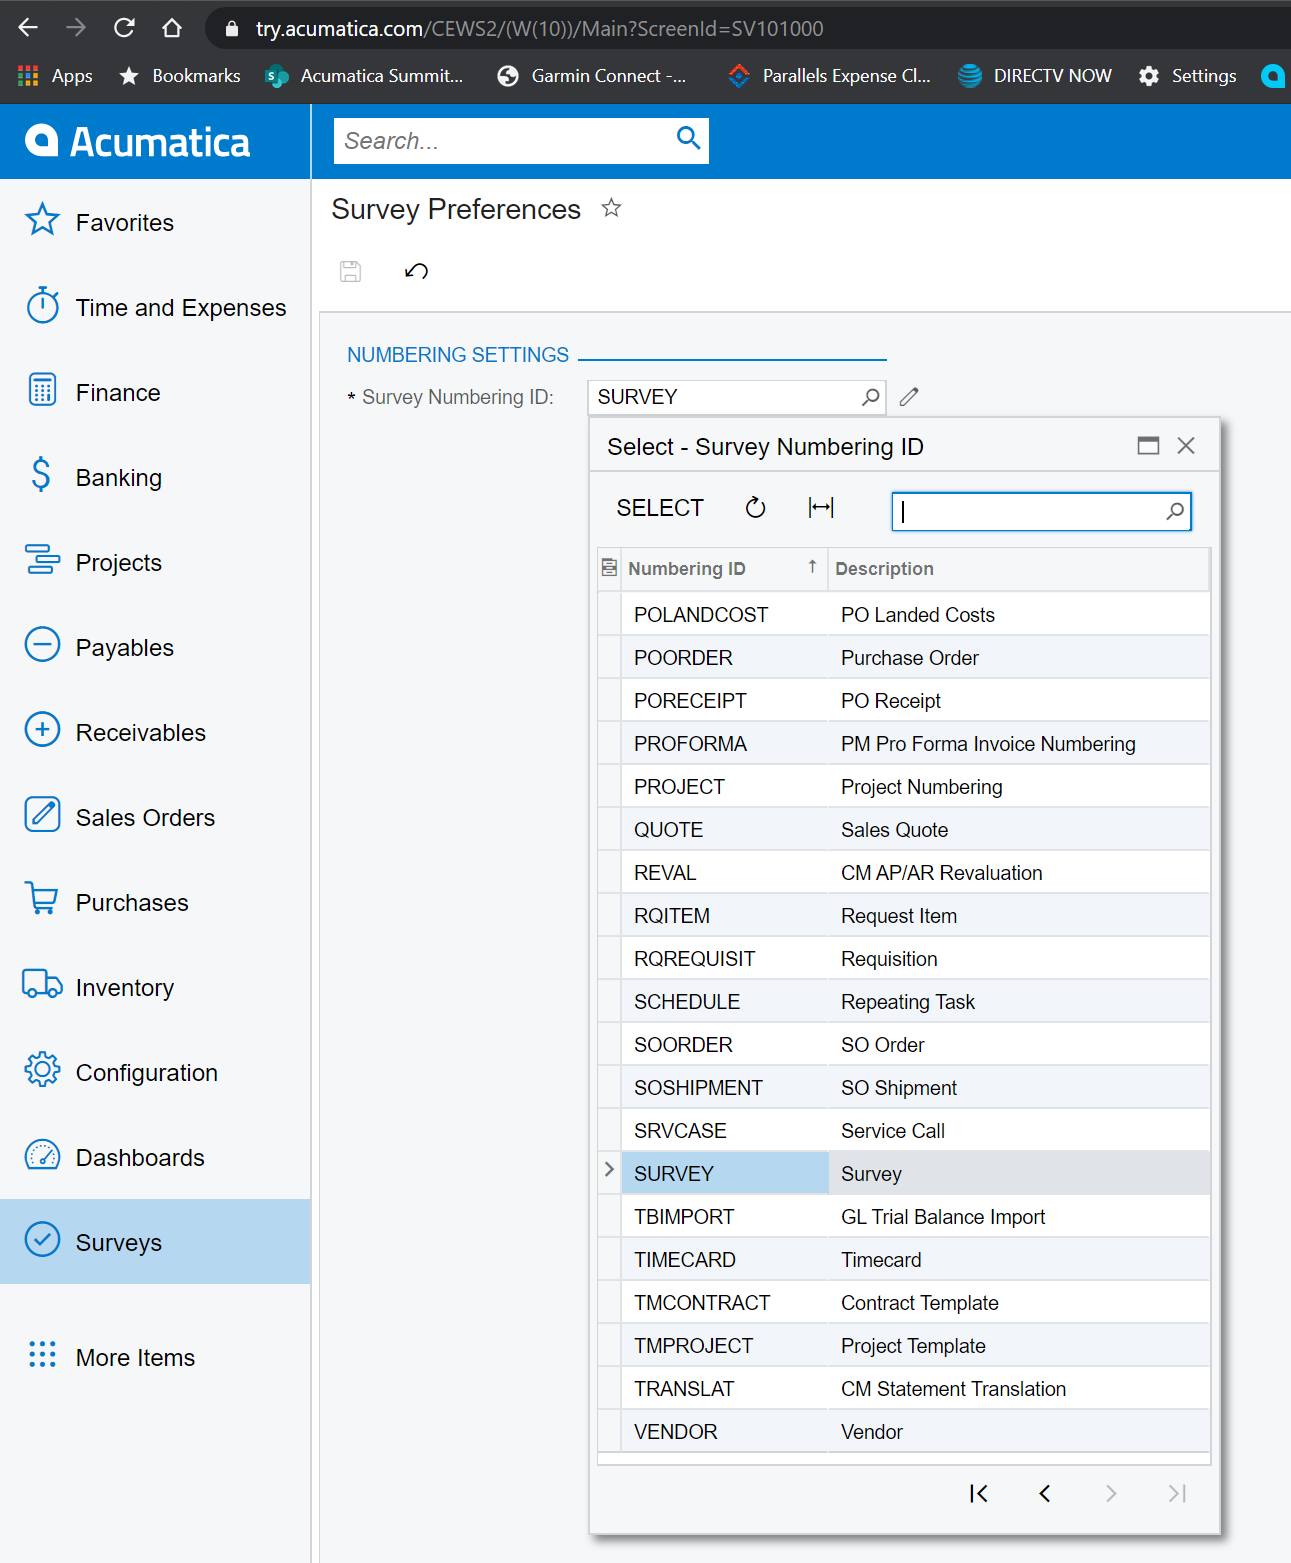 try.acumatica.com/CEWS2/(W(10))/Main?ScreenId=SV101000
Apps Bookmarks Acumatica Summit... Garmin Connect -... Parallels Expense Cl... DIRECTV NOW Settings
Acumatica Search...
Survey Preferences
Favorites
Time and Expenses
Finance
Banking
Projects
Payables
Receivables
Sales Orders
Purchases
Inventory
Configuration
Dashboards
Surveys
More Items
NUMBERING SETTINGS
* Survey Numbering ID: SURVEY
Select - Survey Numbering ID
SELECT
Numbering ID Description
POLANDCOST PO Landed Costs
POORDER Purchase Order
PORECEIPT PO Receipt
PROFORMA PM Pro Forma Invoice Numbering
PROJECT Project Numbering
QUOTE Sales Quote
REVAL CM AP/AR Revaluation
RQITEM Request Item
RQREQUISIT Requisition
SCHEDULE Repeating Task
SOORDER SO Order
SOSHIPMENT SO Shipment
SRVCASE Service Call
SURVEY Survey
TBIMPORT GL Trial Balance Import
TIMECARD Timecard
TMCONTRACT Contract Template
TMPROJECT Project Template
TRANSLAT CM Statement Translation
VENDOR Vendor